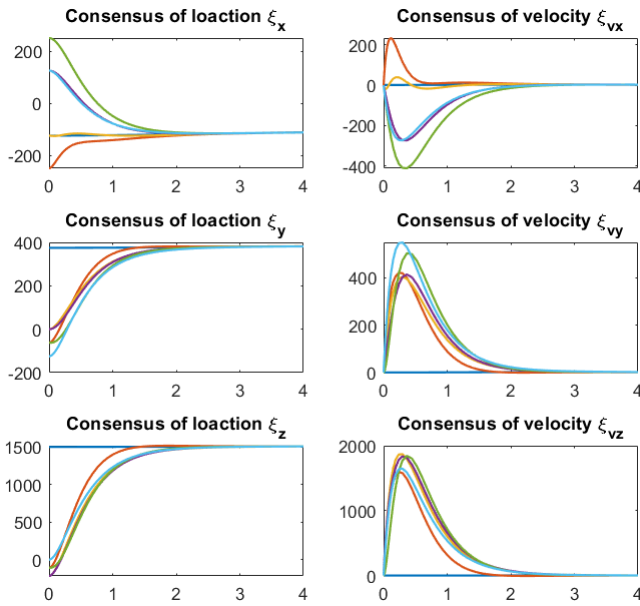 Consensus of loaction ξx
200
0
-200
0 1 2 3 4
Consensus of velocity ξvx
200
0
-200
-400
0 1 2 3 4
Consensus of loaction ξy
400
200
0
-200
0 1 2 3 4
Consensus of velocity ξvy
400
200
0
0 1 2 3 4
Consensus of loaction ξz
1500
1000
500
0
0 1 2 3 4
Consensus of velocity ξvz
2000
1000
0
0 1 2 3 4